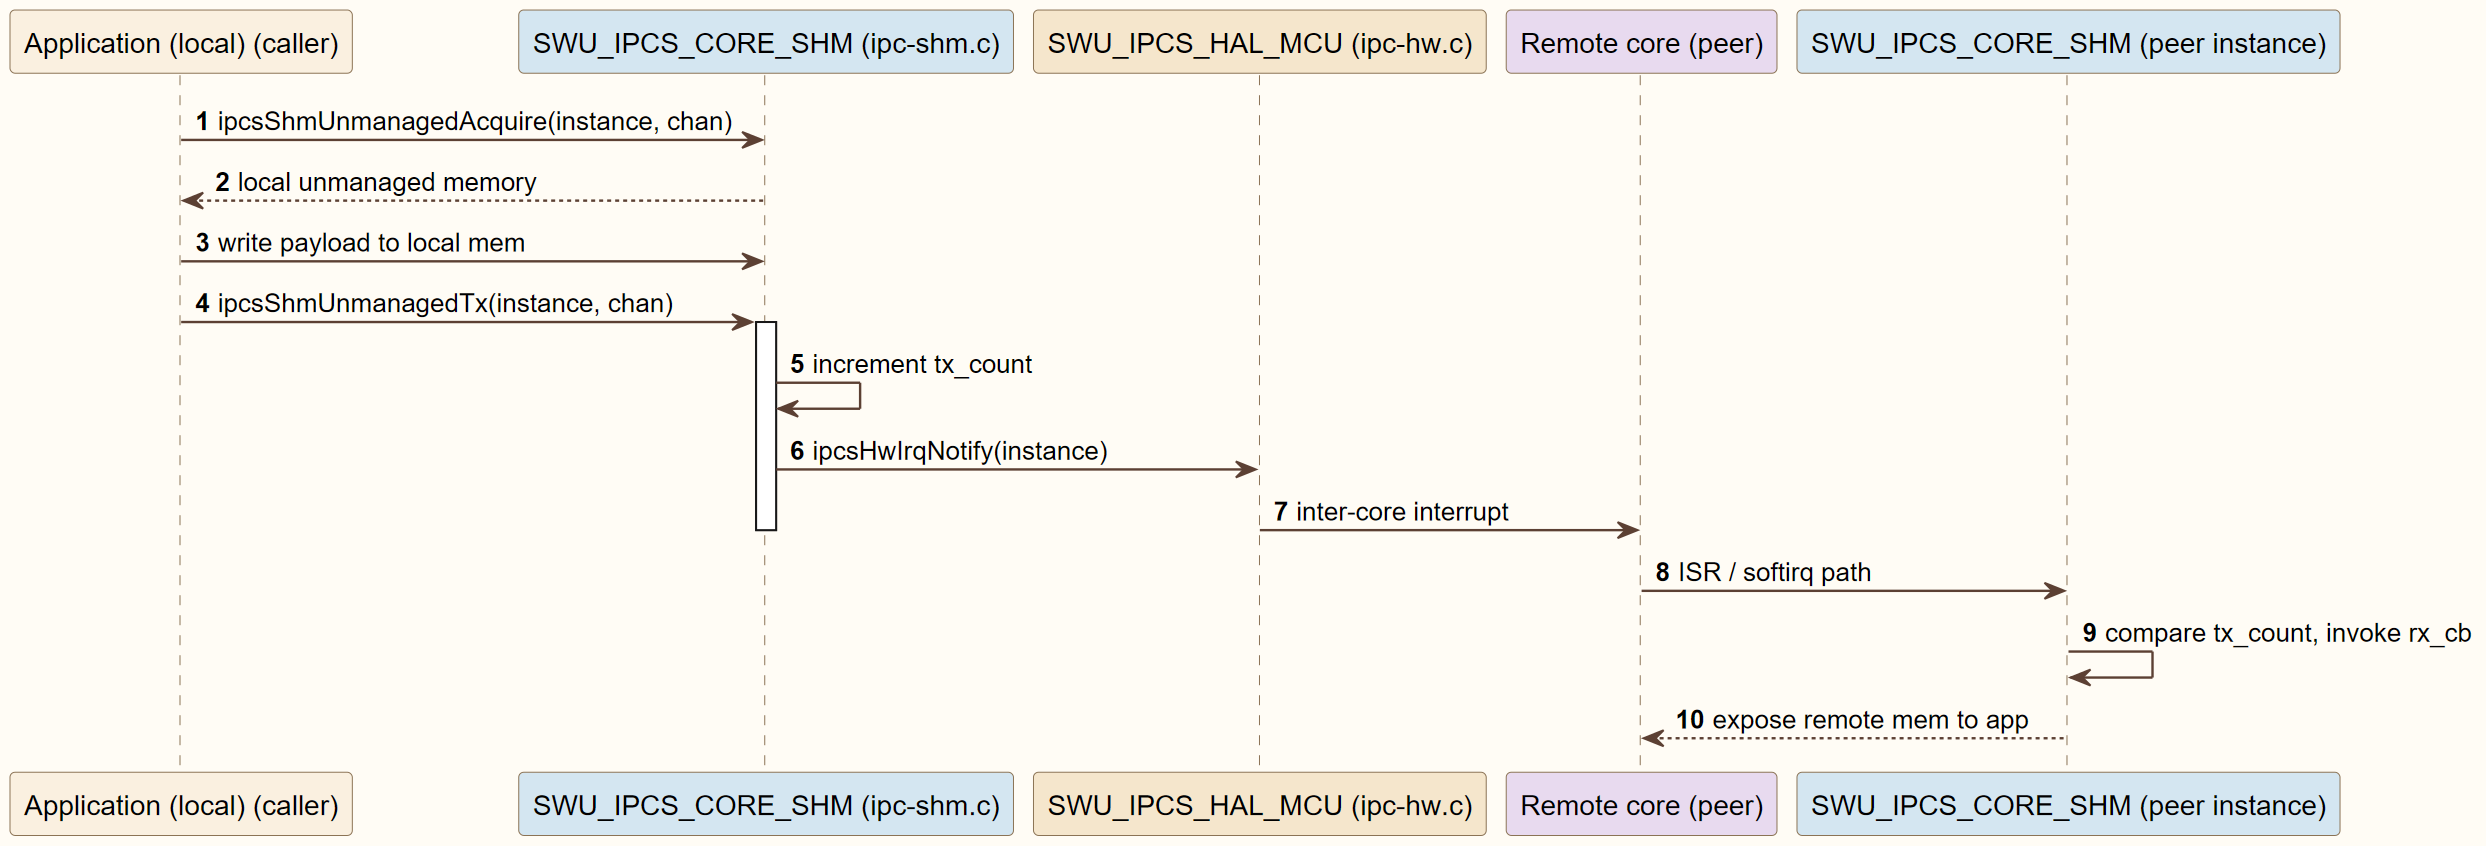 Application (local) (caller)
SWU_IPCS_CORE_SHM (ipc-shm.c)
SWU_IPCS_HAL_MCU (ipc-hw.c)
Remote core (peer)
SWU_IPCS_CORE_SHM (peer instance)
1 ipcsShmUnmanagedAcquire(instance, chan)
2 local unmanaged memory
3 write payload to local mem
4 ipcsShmUnmanagedTx(instance, chan)
5 increment tx_count
6 ipcsHwIrqNotify(instance)
7 inter-core interrupt
8 ISR / softirq path
9 compare tx_count, invoke rx_cb
10 expose remote mem to app
Application (local) (caller)
SWU_IPCS_CORE_SHM (ipc-shm.c)
SWU_IPCS_HAL_MCU (ipc-hw.c)
Remote core (peer)
SWU_IPCS_CORE_SHM (peer instance)